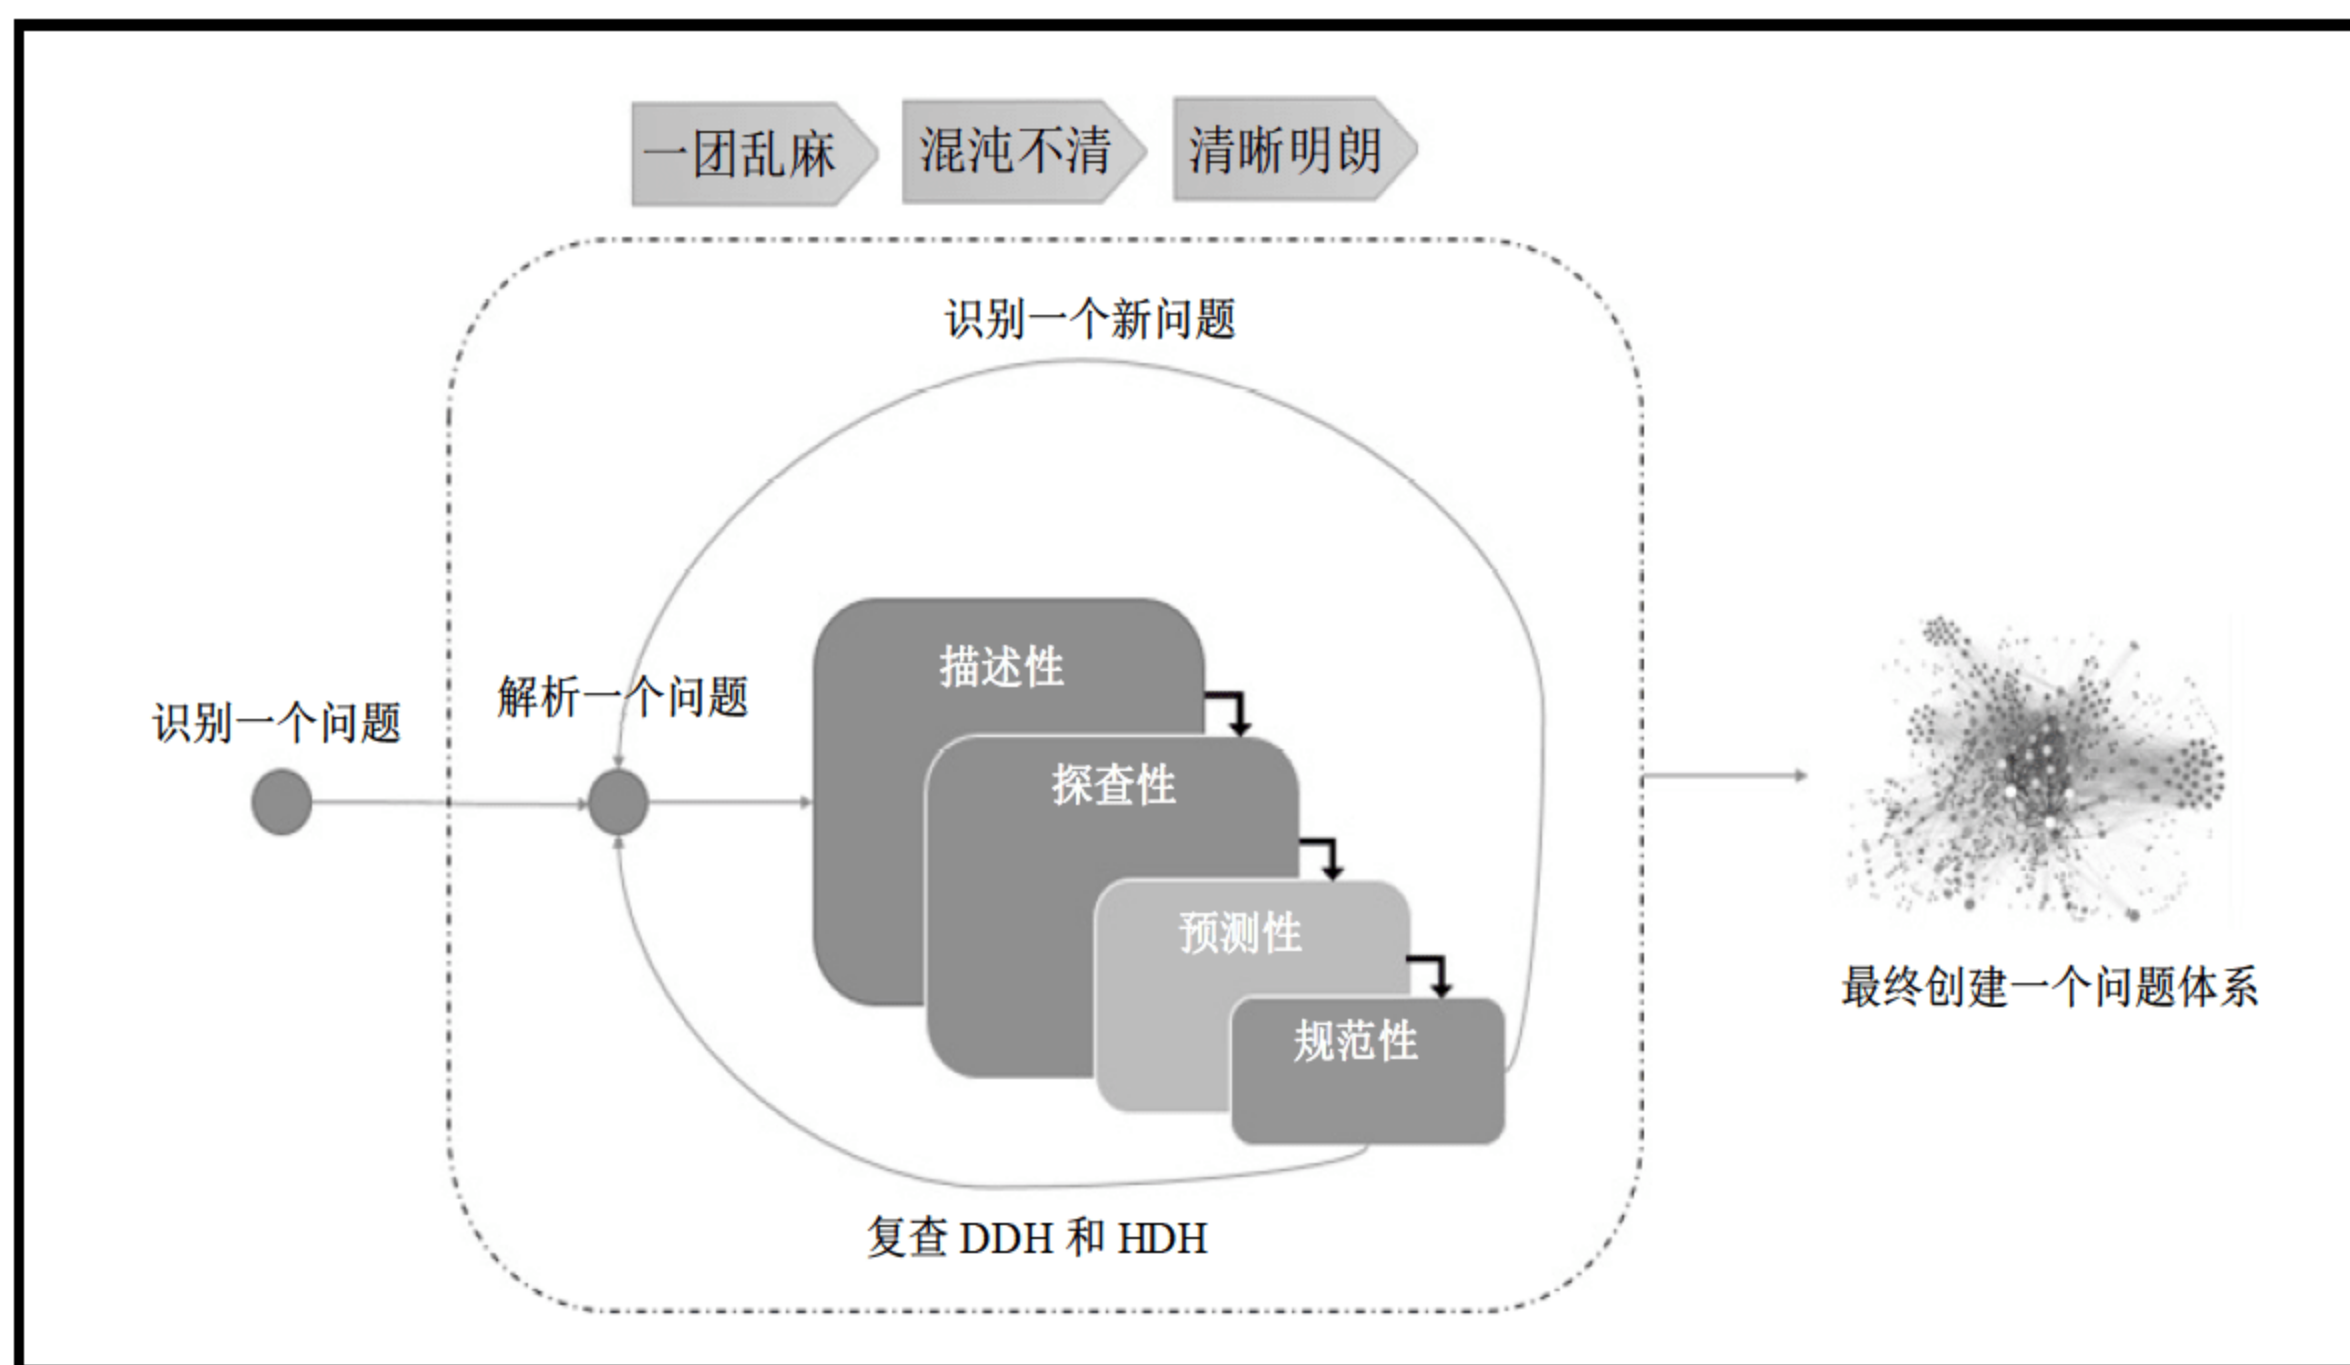 一团乱麻
混沌不清
清晰明朗
识别一个新问题
识别一个问题
解析一个问题
描述性
探查性
预测性
规范性
最终创建一个问题体系
复查 DDH 和 HDH